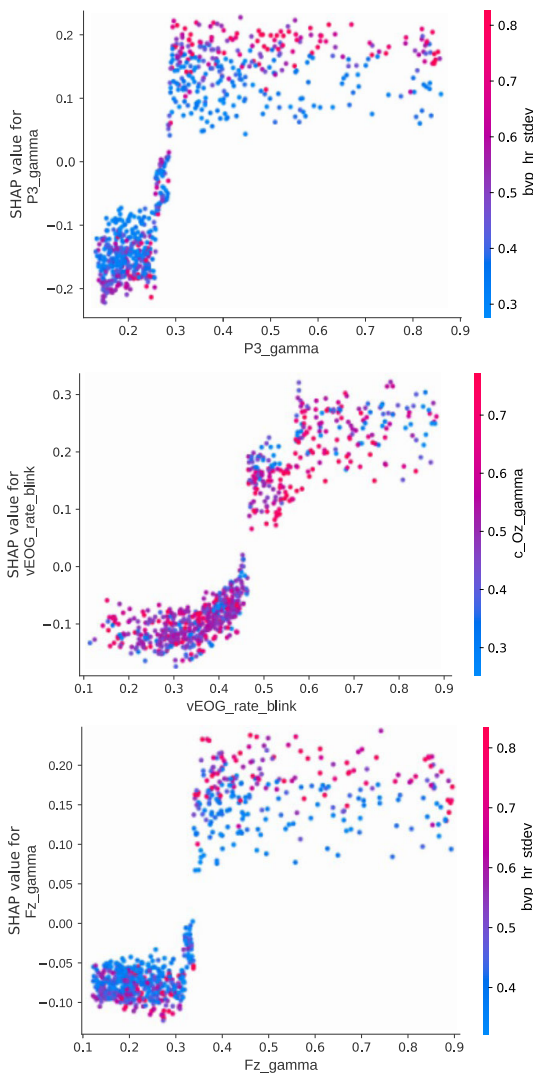 0.8
0.2
0.7
0.1
0.6
0.0
0.5
−0.1
0.4
−0.2
0.3
0.2 0.3 0.4 0.5 0.6 0.7 0.8 0.9
P3_gamma
SHAP value for
P3_gamma
bvp_hr_stdev
0.3
0.7
0.2
0.6
0.1
0.5
0.0
0.4
−0.1
0.3
0.1 0.2 0.3 0.4 0.5 0.6 0.7 0.8 0.9
vEOG_rate_blink
SHAP value for
vEOG_rate_blink
c_Oz_gamma
0.8
0.20
0.7
0.15
0.10
0.6
0.05
0.00
0.5
−0.05
0.4
−0.10
0.1 0.2 0.3 0.4 0.5 0.6 0.7 0.8 0.9
Fz_gamma
SHAP value for
Fz_gamma
bvp_hr_stdev